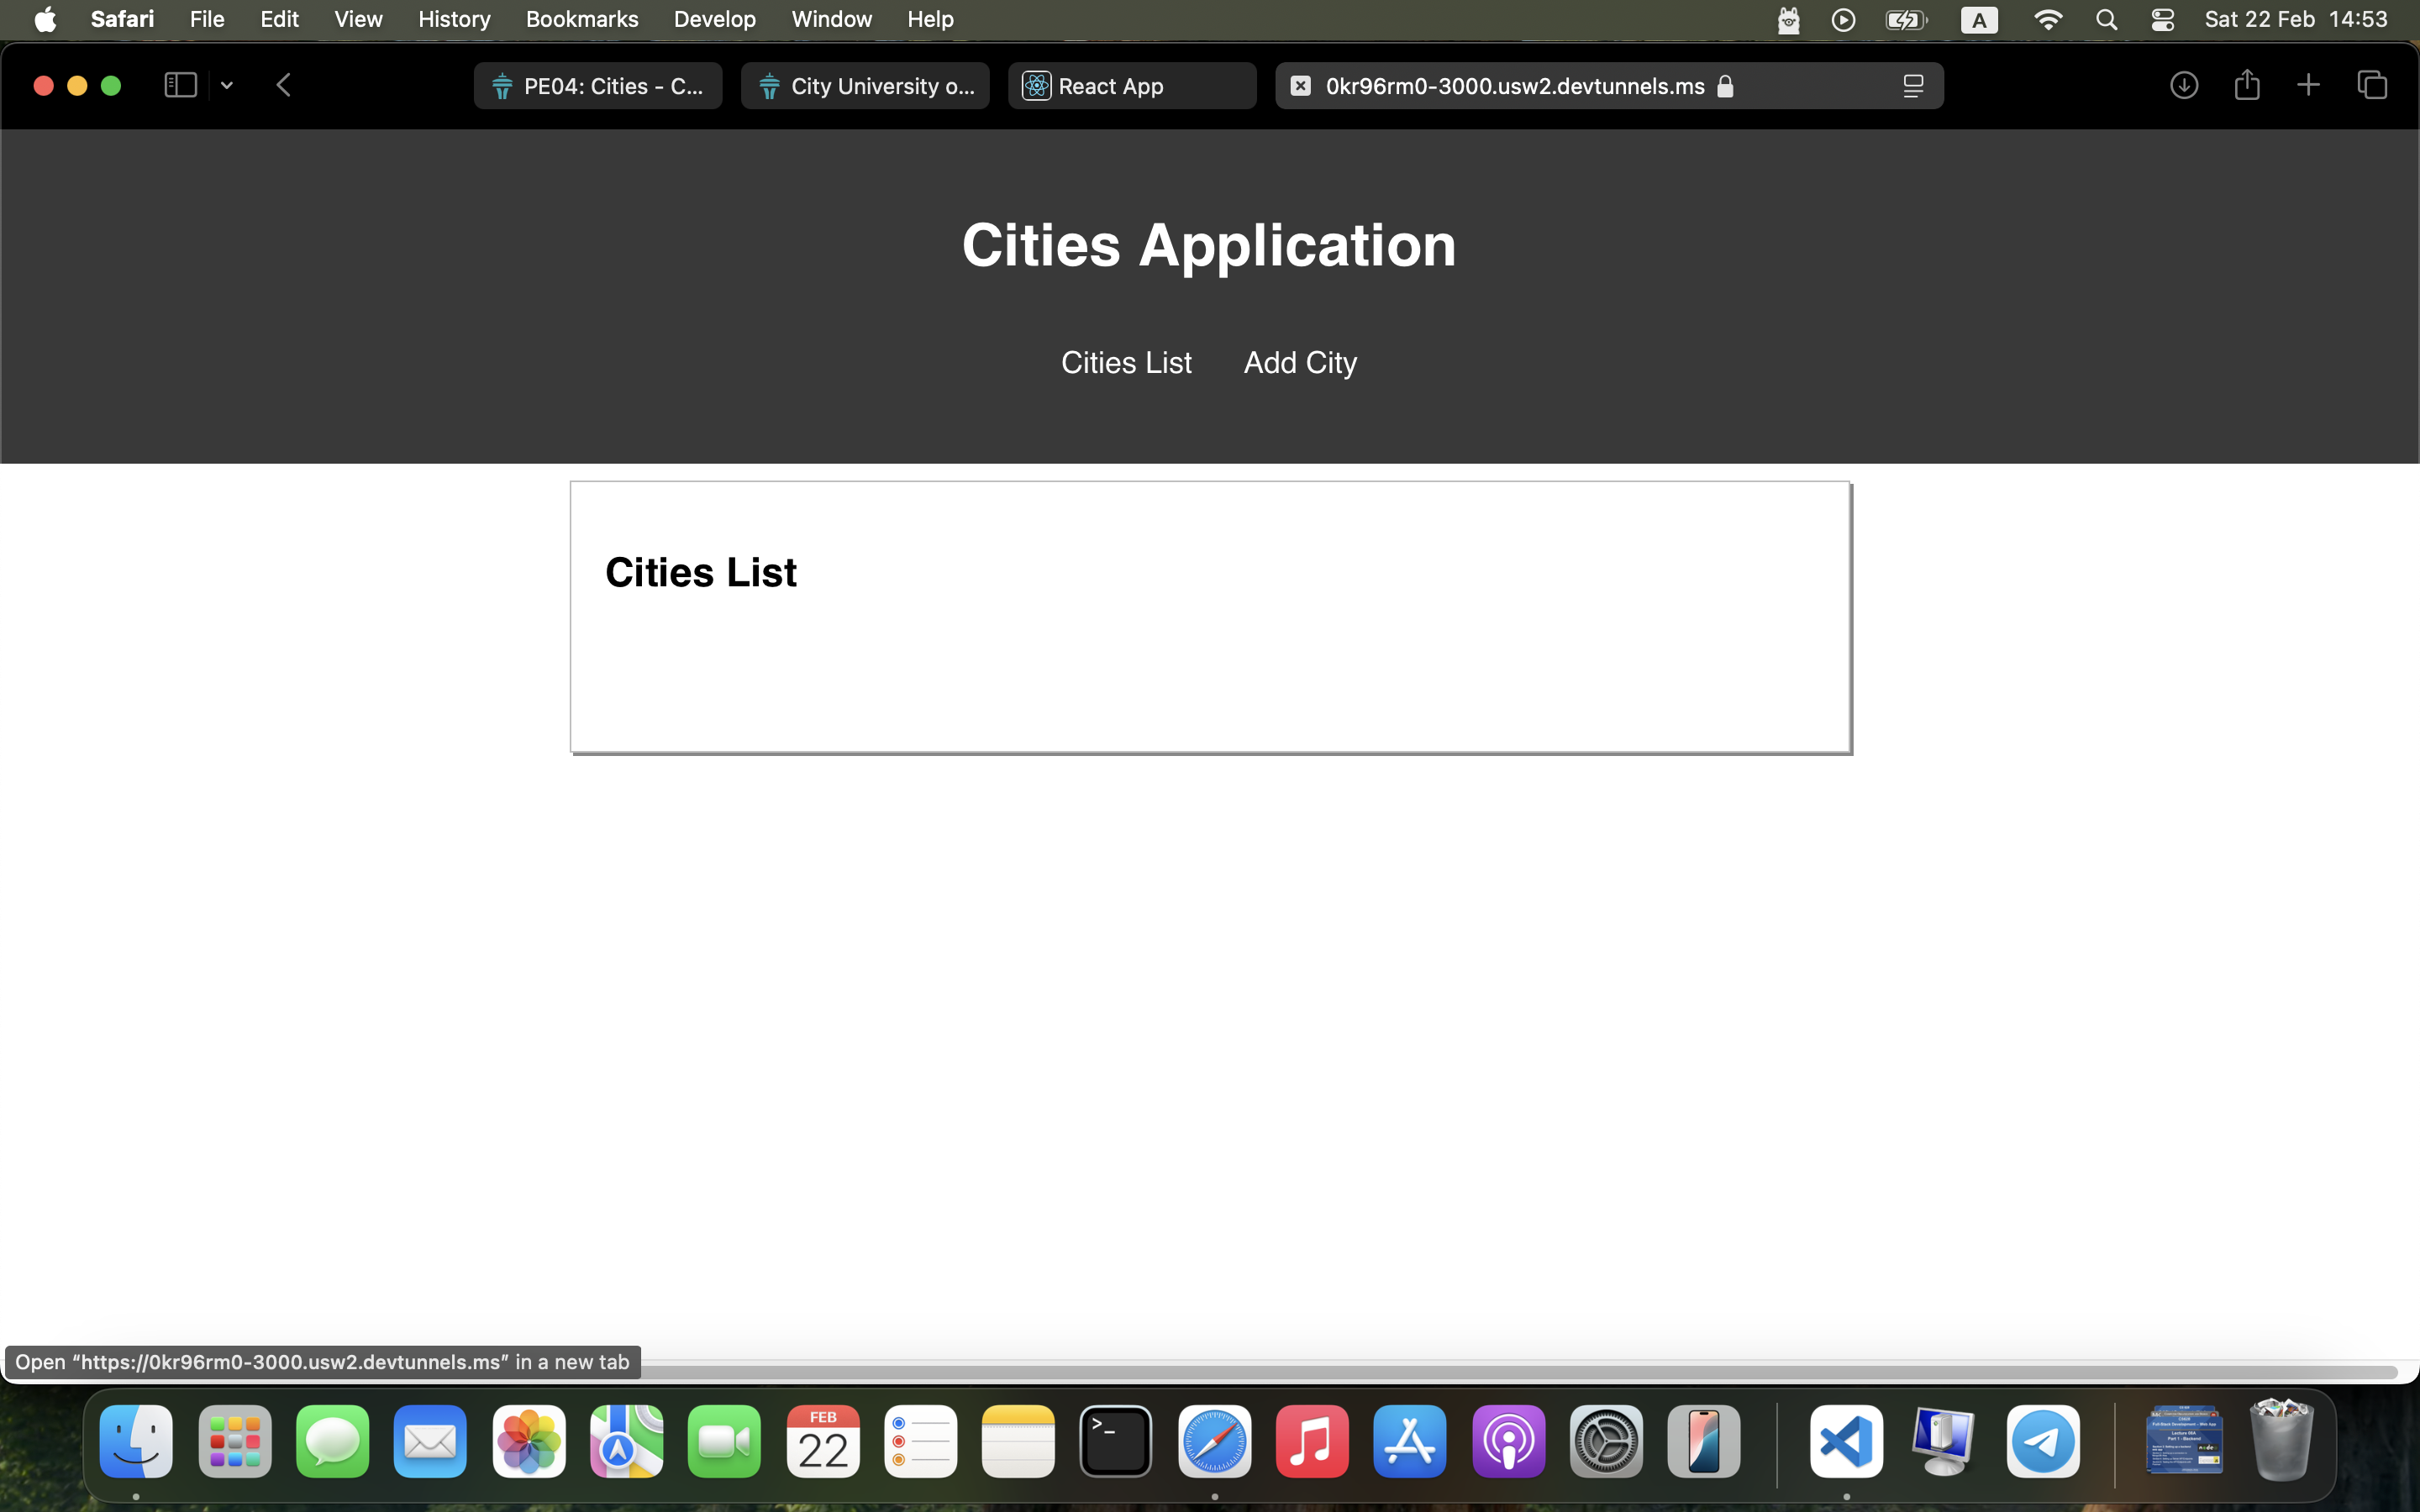 Safari File Edit View History Bookmarks Develop Window Help A Sat 22 Feb 14:53
PE04: Cities - C... City University o... React App 0kr96rm0-3000.usw2.devtunnels.ms
Cities Application
Cities List Add City
Cities List
Open “https://0kr96rm0-3000.usw2.devtunnels.ms” in a new tab
FEB
22
>_